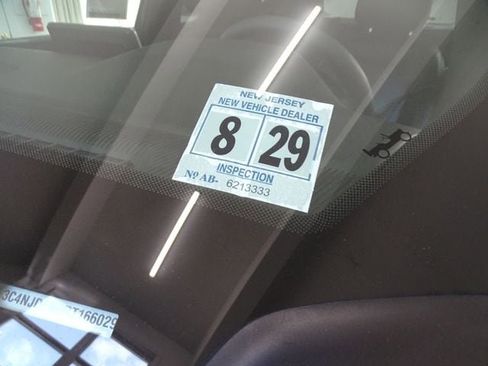 NEW JERSEY
NEW VEHICLE DEALER
8 29
INSPECTION
Nº AB- 6213333